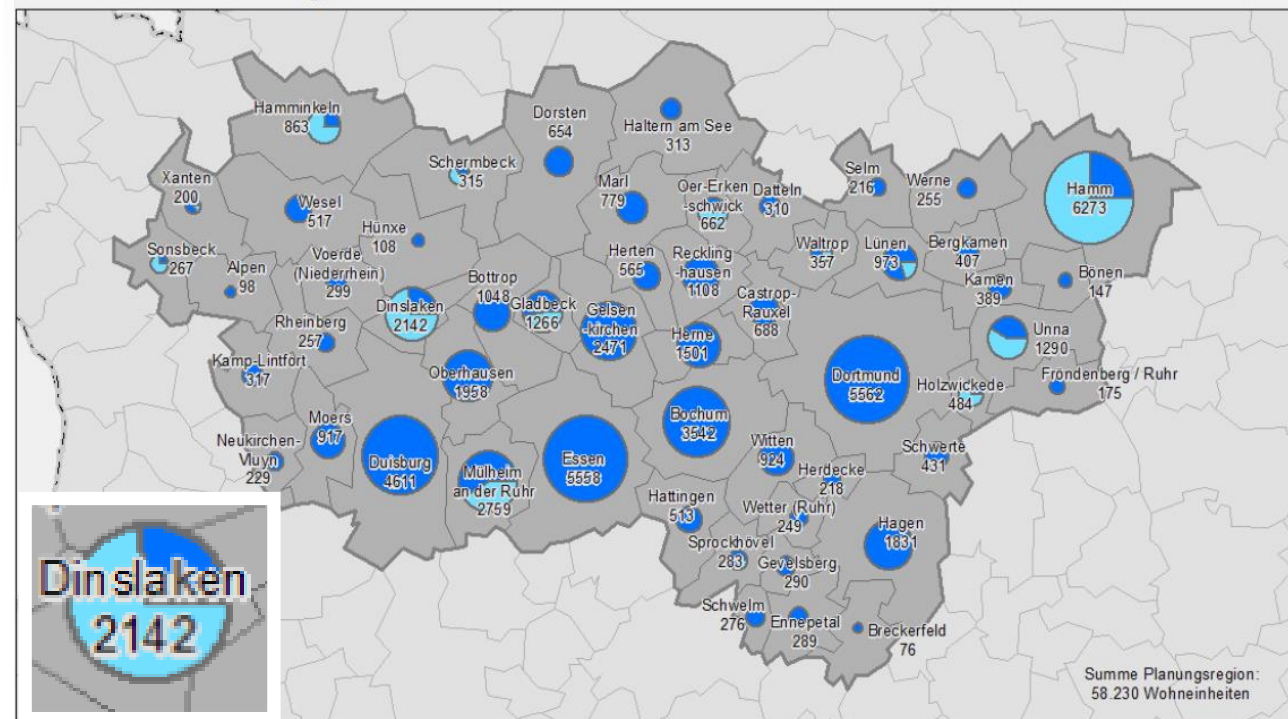 Hamminkeln
863
Dorsten
654
Haltern am See
313
Schermbeck
315
Xanten
200
Wesel
517
Marl
779
Oer-Erken
-schwick
662
Datteln
310
Selm
216
Werne
255
Hamm
6273
Hünxe
108
Sonsbeck
267
Alpen
98
Voerde
(Niederrhein)
299
Bottrop
1048
Herten
565
Reckling
-hausen
1108
Waltrop
357
Lünen
973
Bergkamen
407
Kamen
389
Bönen
147
Dinslaken
2142
Gladbeck
1266
Gelsen
-kirchen
2471
Castrop-
Rauxel
688
Rheinberg
257
Herne
1501
Unna
1290
Kamp-Lintfort
317
Oberhausen
1958
Dortmund
5562
Holzwickede
484
Fröndenberg / Ruhr
175
Moers
917
Bochum
3542
Neukirchen-
Vluyn
229
Duisburg
4611
Mülheim
an der Ruhr
2759
Essen
5558
Witten
924
Schwerte
431
Herdecke
218
Hattingen
513
Wetter (Ruhr)
249
Hagen
1831
Sprockhövel
283
Gevelsberg
290
Schwelm
276
Ennepetal
289
Breckerfeld
76
Dinslaken
2142
Summe Planungsregion:
58.230 Wohneinheiten